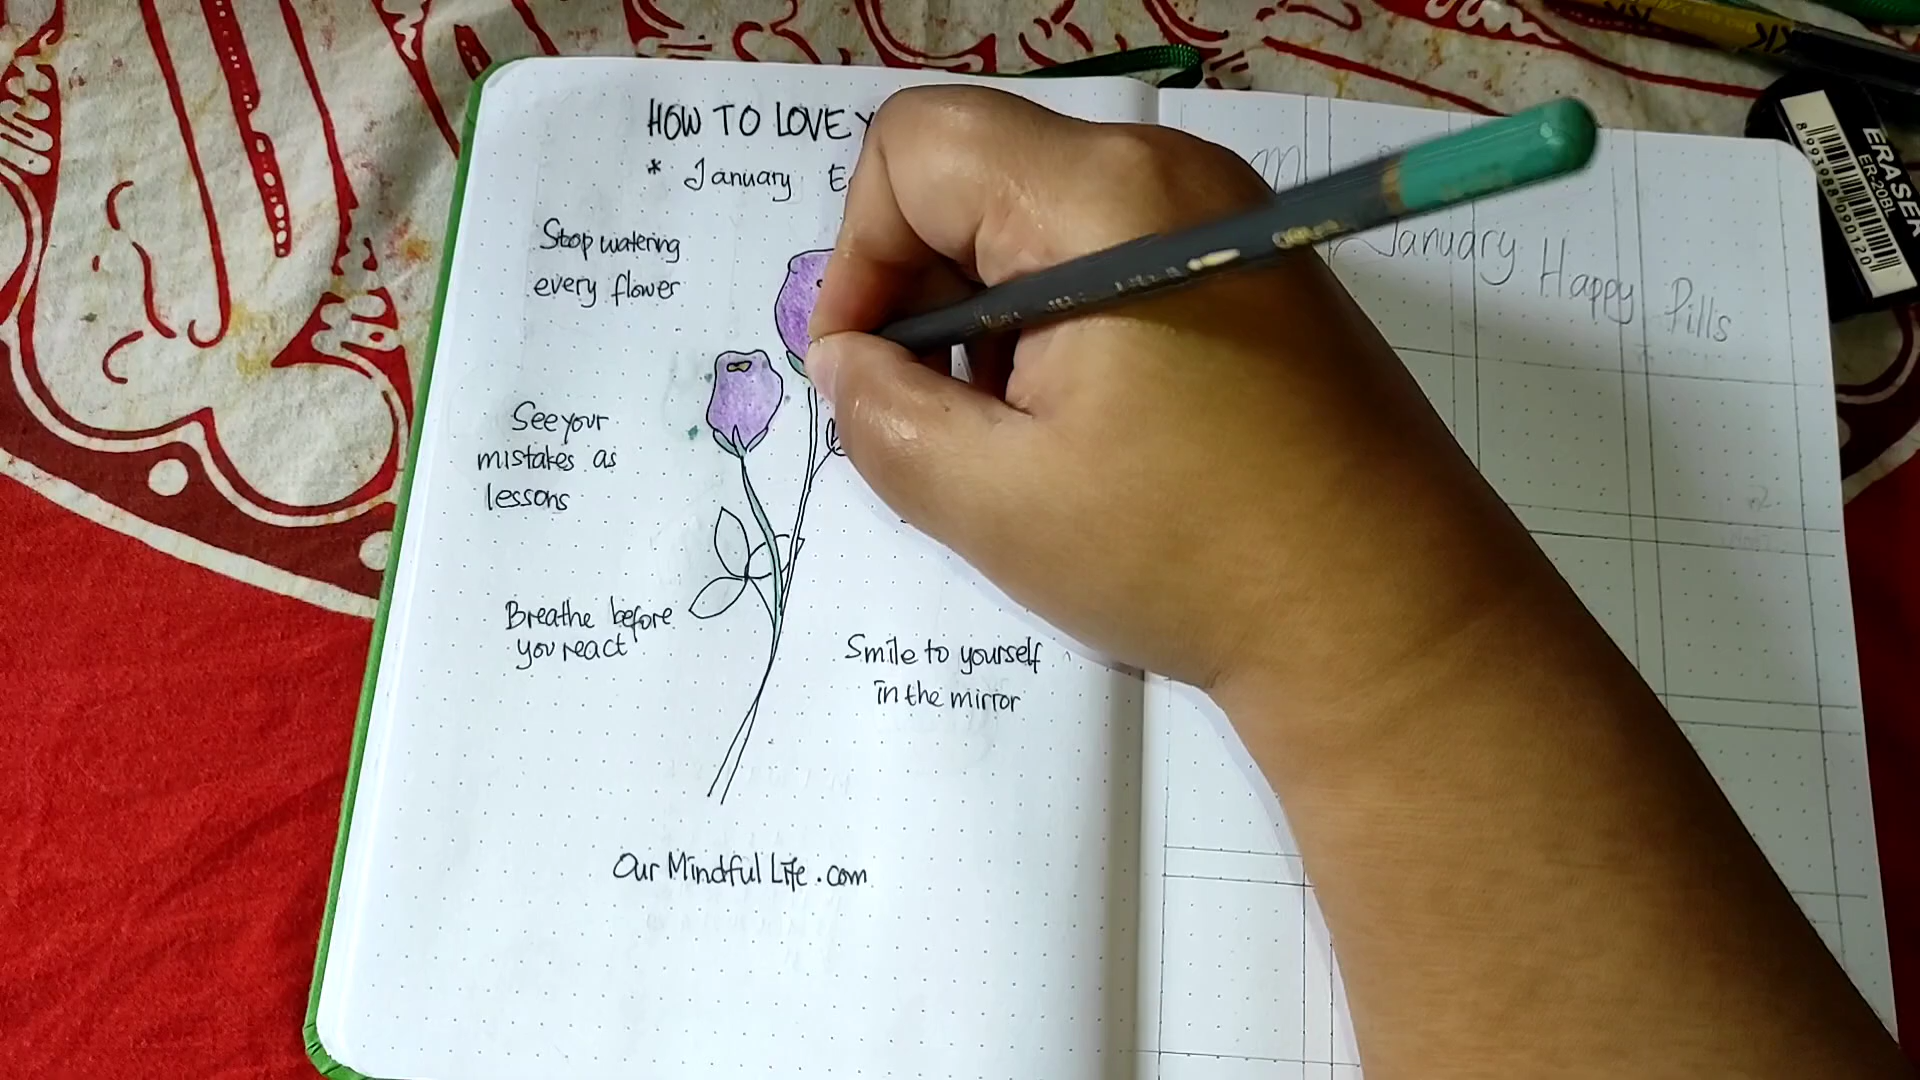 HOW TO LOVE
* January
Stop watering
every flower
See your
mistakes as
lessons
Breathe before
you react
Smile to yourself
in the mirror
Our Mindful Life.com
January Happy Pills
ERASER
ER-20BL
8993988090120